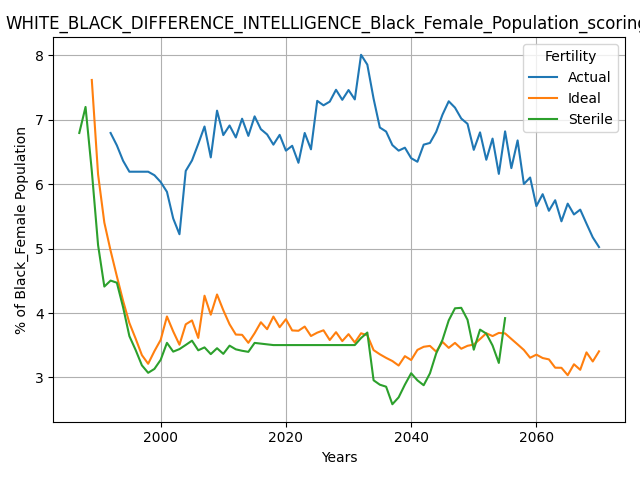 WHITE_BLACK_DIFFERENCE_INTELLIGENCE_Black_Female_Population_scoring
Fertility
Actual
Ideal
Sterile
% of Black_Female Population
8
7
6
5
4
3
2000 2020 2040 2060
Years